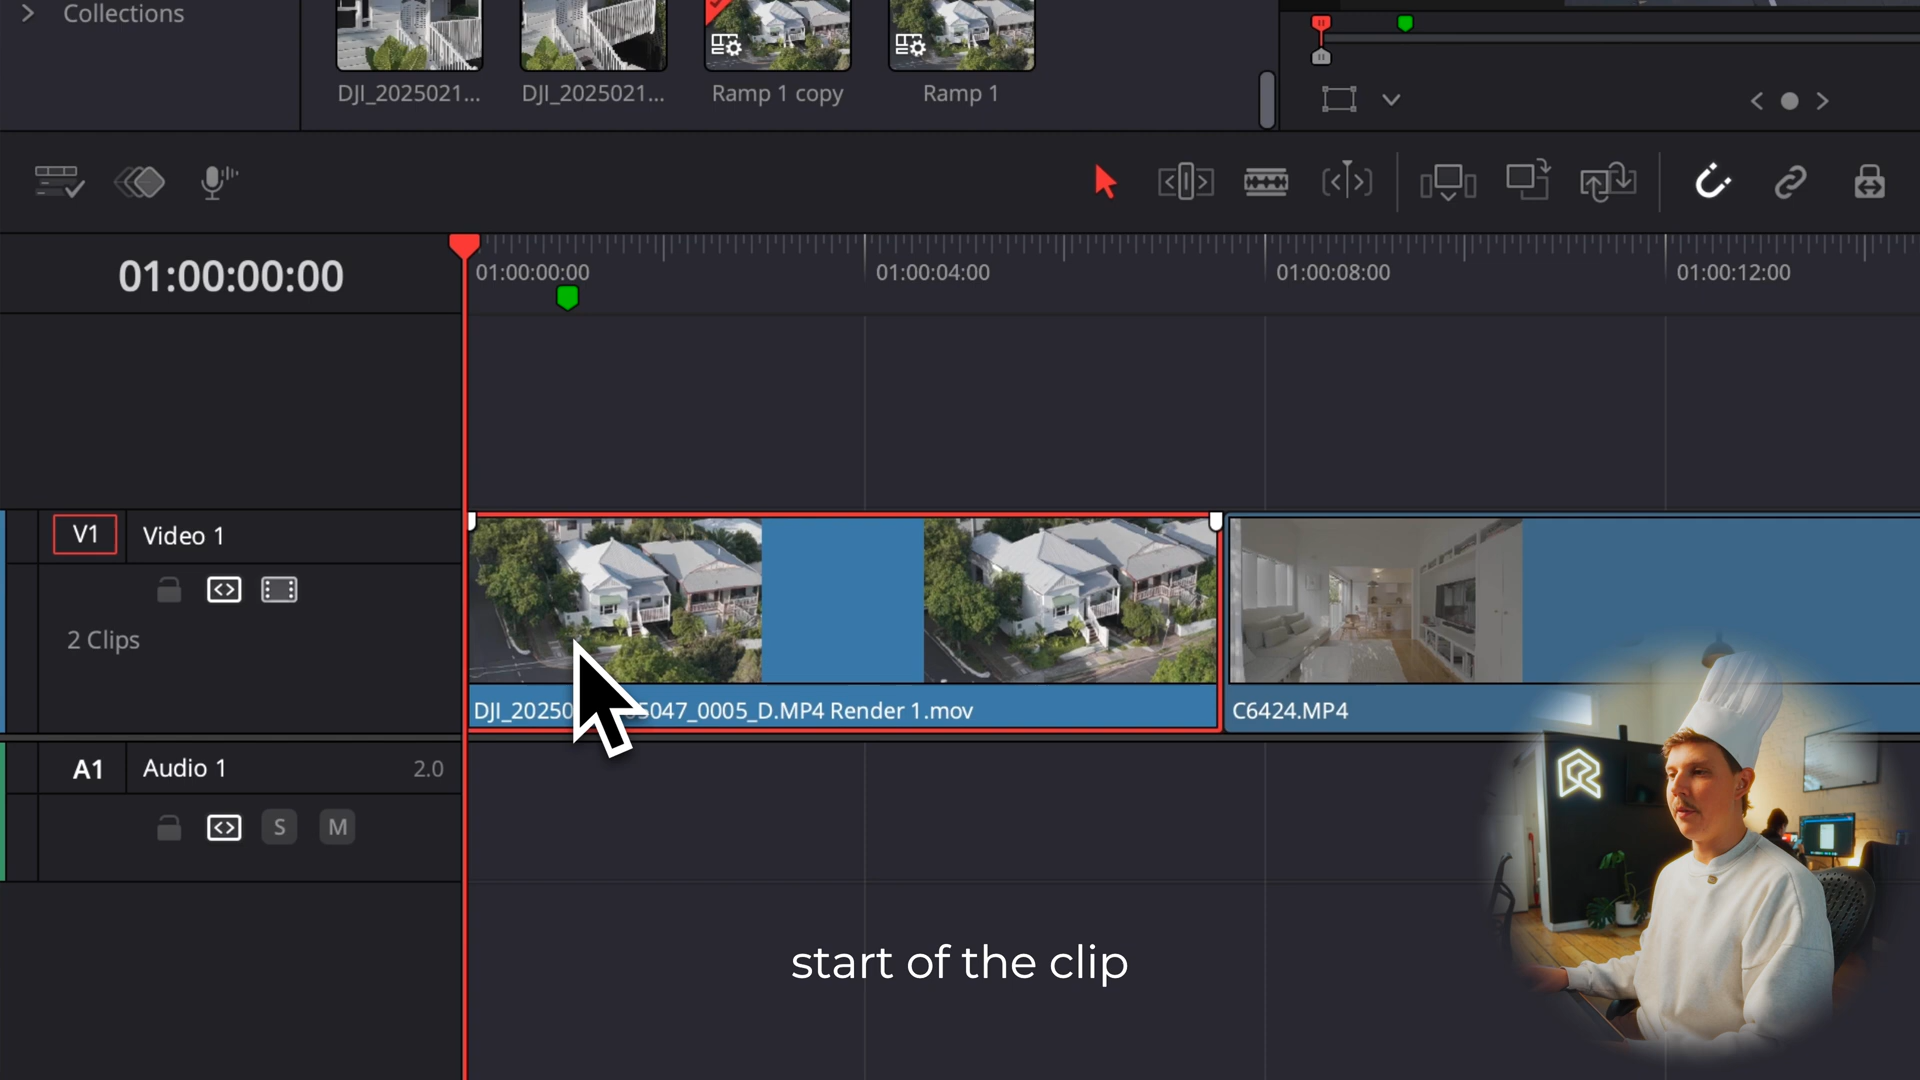 Collections
DJI_2025021...
DJI_2025021...
Ramp 1 copy
Ramp 1
01:00:00:00
01:00:00:00
01:00:04:00
01:00:08:00
01:00:12:00
V1
Video 1
2 Clips
DJI_2025
5047_0005_D.MP4 Render 1.mov
C6424.MP4
A1
Audio 1
2.0
S
M
start of the clip